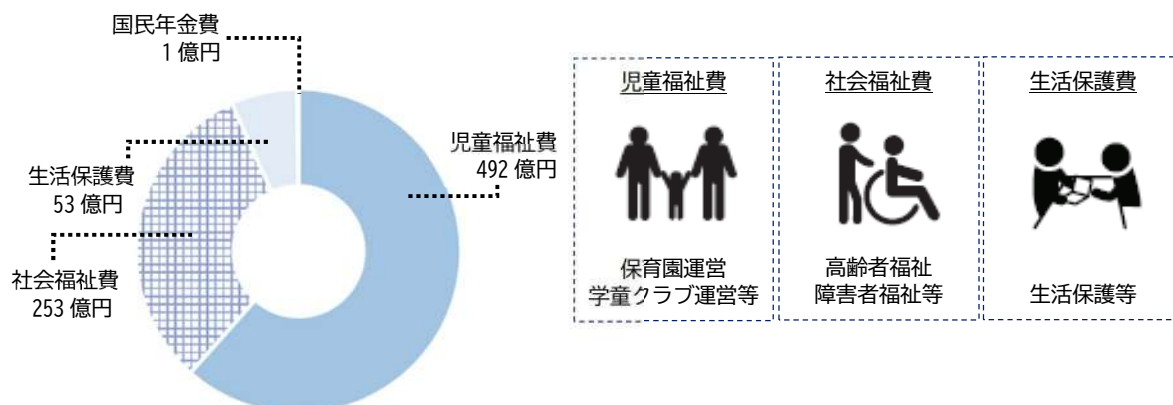 国民年金費
1 億円
児童福祉費
492 億円
生活保護費
53 億円
社会福祉費
253 億円
児童福祉費
保育園運営
学童クラブ運営等
社会福祉費
高齢者福祉
障害者福祉等
生活保護費
生活保護等